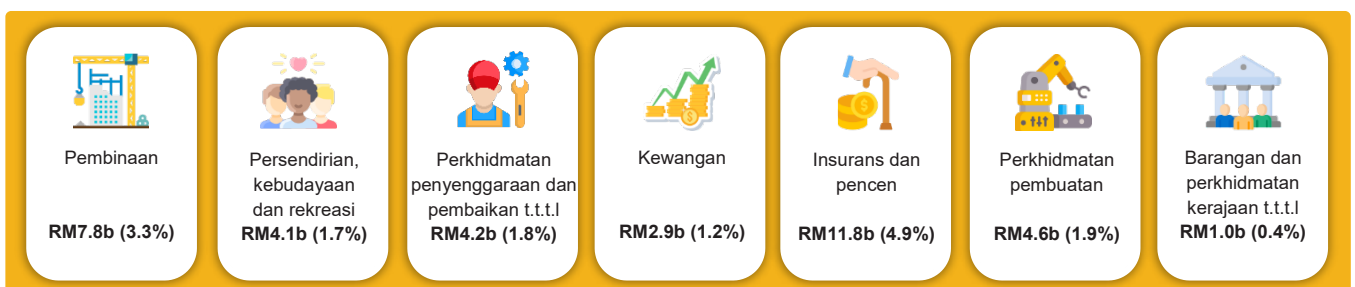 Pembinaan
RM7.8b (3.3%)
Persendirian,
kebudayaan
dan rekreasi
RM4.1b (1.7%)
Perkhidmatan
penyenggaraan dan
pembaikan t.t.t.l
RM4.2b (1.8%)
Kewangan
RM2.9b (1.2%)
Insurans dan
pencen
RM11.8b (4.9%)
Perkhidmatan
pembuatan
RM4.6b (1.9%)
Barangan dan
perkhidmatan
kerajaan t.t.t.l
RM1.0b (0.4%)